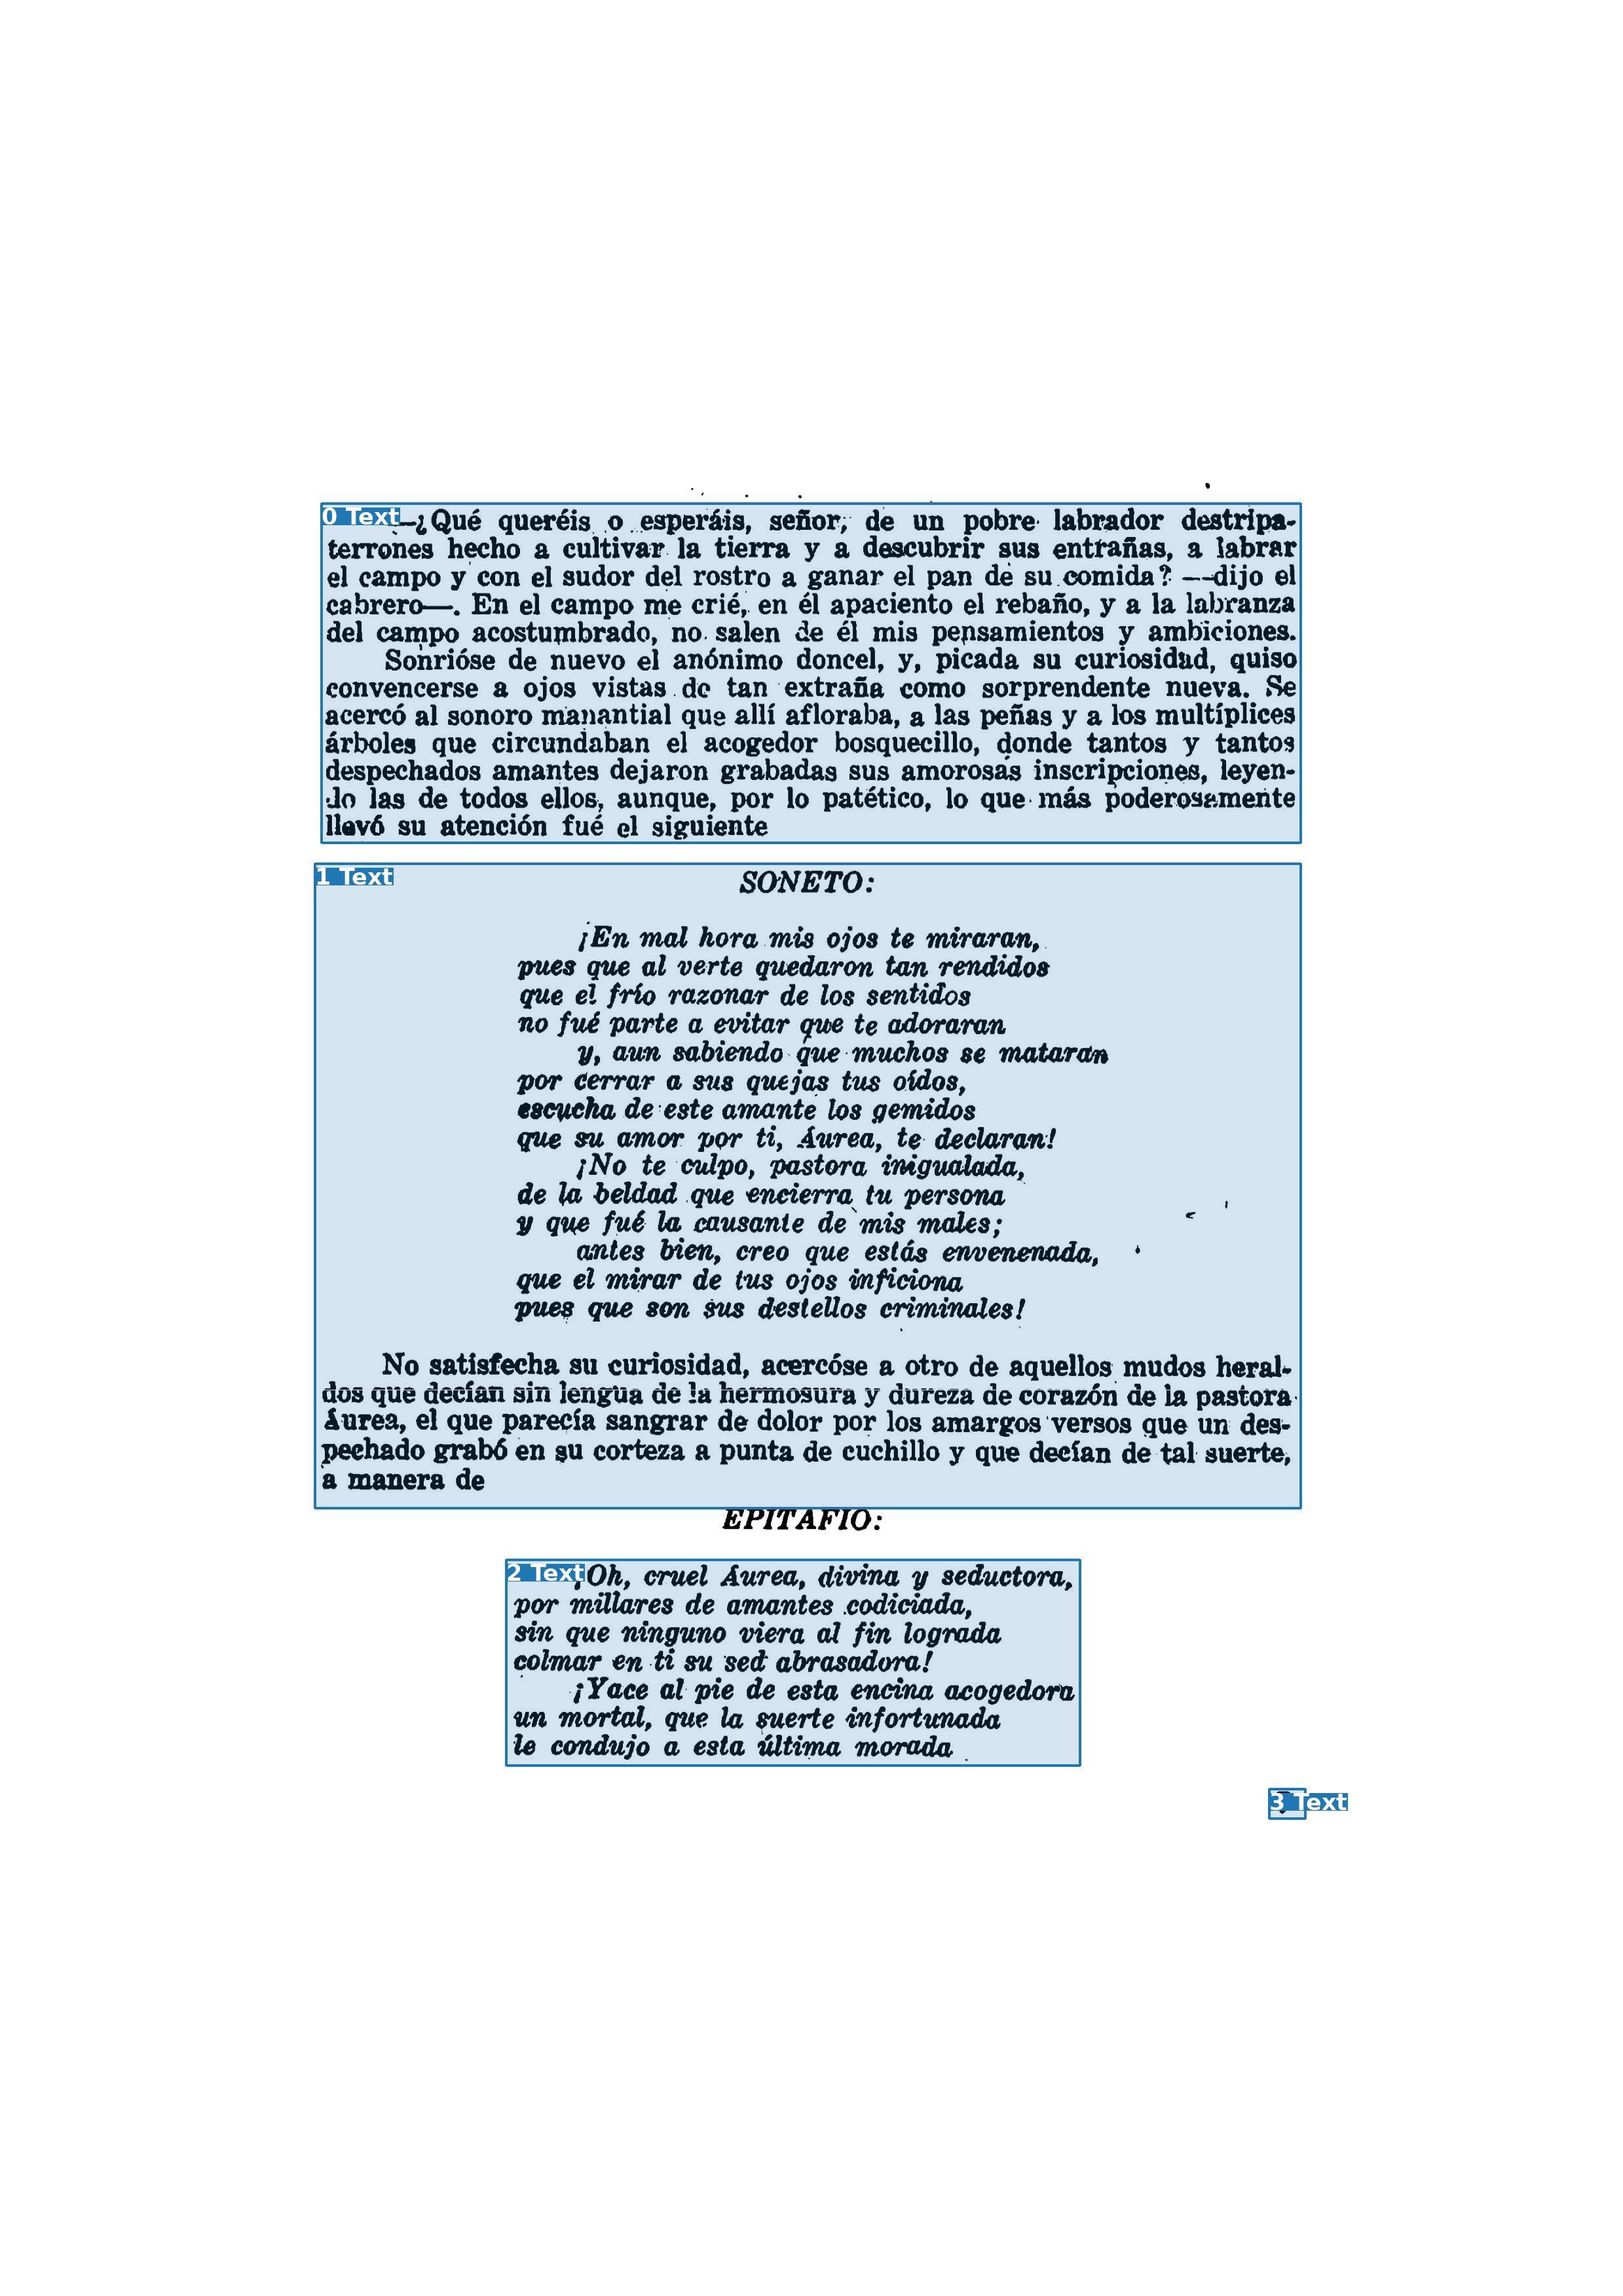 0 Text —¿Qué queréis o esperáis, señor, de un pobre labrador destripa-
terrones hecho a cultivar la tierra y a descubrir sus entrañas, a labrar
el campo y con el sudor del rostro a ganar el pan de su comida? —dijo el
cabrero—. En el campo me crié, en él apaciento el rebaño, y a la labranza
del campo acostumbrado, no salen de él mis pensamientos y ambiciones.
Sonrióse de nuevo el anónimo doncel, y, picada su curiosidad, quiso
convencerse a ojos vistas de tan extraña como sorprendente nueva. Se
acercó al sonoro manantial que allí afloraba, a las peñas y a los multíplices
árboles que circundaban el acogedor bosquecillo, donde tantos y tantos
despechados amantes dejaron grabadas sus amorosas inscripciones, leyen-
do las de todos ellos, aunque, por lo patético, lo que más poderosamente
llevó su atención fué el siguiente
1 Text
SONETO:
¡En mal hora mis ojos te miraran,
pues que al verte quedaron tan rendidos
que el frío razonar de los sentidos
no fué parte a evitar que te adoraran
y, aun sabiendo que muchos se mataran
por cerrar a sus quejas tus oídos,
escucha de este amante los gemidos
que su amor por ti, Áurea, te declaran!
¡No te culpo, pastora inigualada,
de la beldad que encierra tu persona
y que fué la causante de mis males;
antes bien, creo que estás envenenada,
que el mirar de tus ojos inficiona
pues que son sus destellos criminales!
No satisfecha su curiosidad, acercóse a otro de aquellos mudos heral-
dos que decían sin lengua de la hermosura y dureza de corazón de la pastora
Áurea, el que parecía sangrar de dolor por los amargos versos que un des-
pechado grabó en su corteza a punta de cuchillo y que decían de tal suerte,
a manera de
EPITAFIO:
2 Text ¡Oh, cruel Áurea, divina y seductora,
por millares de amantes codiciada,
sin que ninguno viera al fin lograda
colmar en ti su sed abrasadora!
¡Yace al pie de esta encina acogedora
un mortal, que la suerte infortunada
le condujo a esta última morada
3 Text